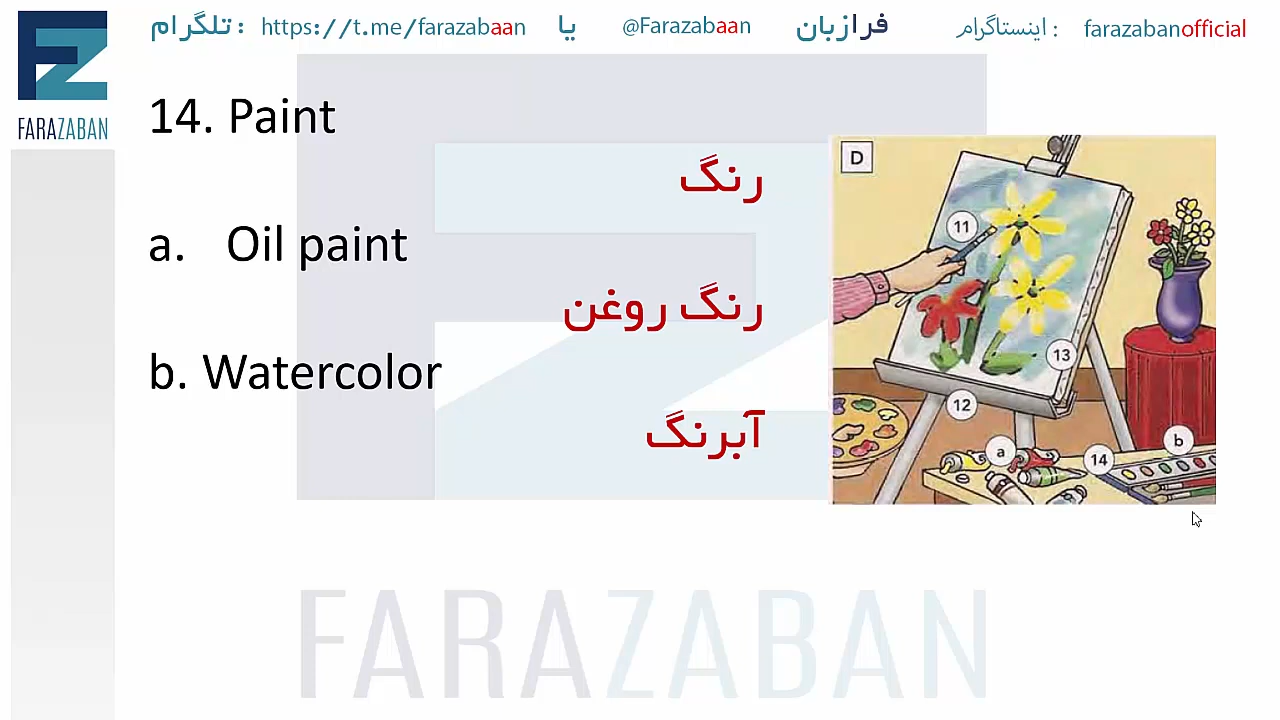 تلگرام : https://t.me/farazabaan یا @Farazabaan فرازبان اینستاگرام : farazabanofficial
FZ
FARAZABAN
14. Paint
رنگ
a. Oil paint
رنگ روغن
b. Watercolor
آبرنگ
D
11
13
12
a
14
b
FARAZABAN